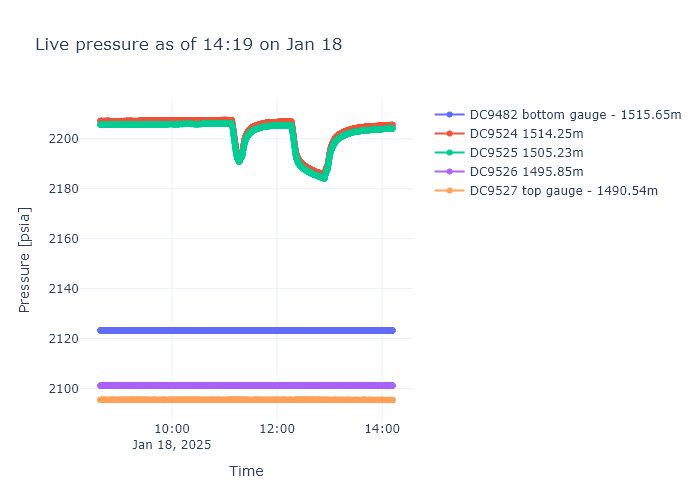 Live pressure as of 14:19 on Jan 18
DC9482 bottom gauge - 1515.65m
DC9524 1514.25m
DC9525 1505.23m
DC9526 1495.85m
DC9527 top gauge - 1490.54m
Pressure [psia]
2200
2180
2160
2140
2120
2100
10:00
12:00
14:00
Jan 18, 2025
Time